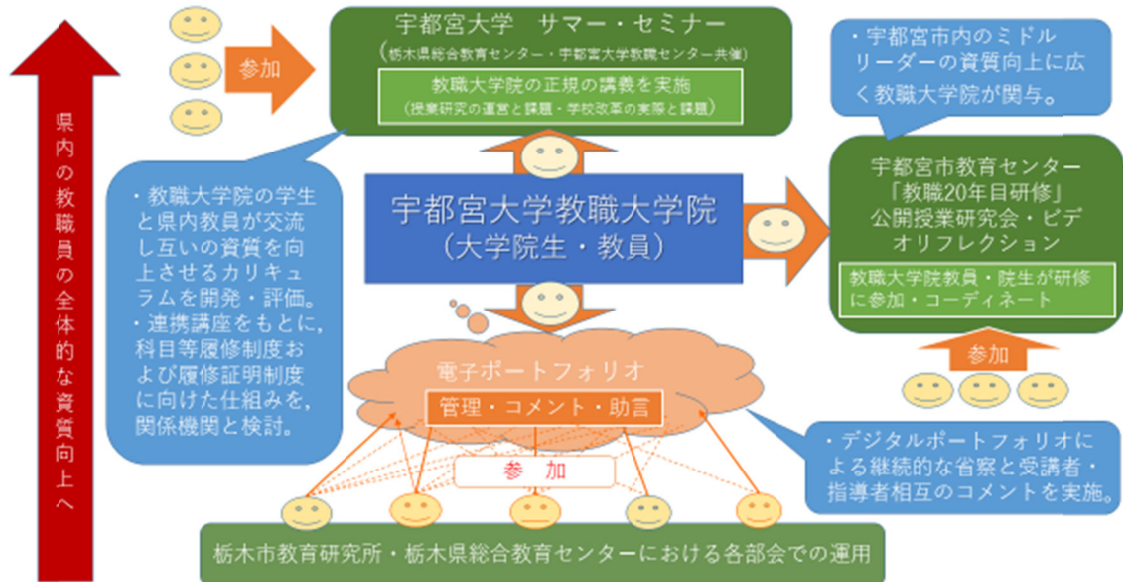 県内の教職員の全体的な資質向上へ
参加
宇都宮大学 サマー・セミナー
(栃木県総合教育センター・宇都宮大学教職センター共催)
教職大学院の正規の講義を実施
(授業研究の運営と課題・学校改革の実際と課題)
・宇都宮市内のミドル
リーダーの資質向上に広
く教職大学院が関与。
・教職大学院の学生
と県内教員が交流
し互いの資質を向
上させるカリキュ
ラムを開発・評価。
・連携講座をもとに,
科目等履修制度お
よび履修証明制度
に向けた仕組みを,
関係機関と検討。
宇都宮大学教職大学院
(大学院生・教員)
宇都宮市教育センター
「教職20年目研修」
公開授業研究会・ビデ
オリフレクション
教職大学院教員・院生が研修
に参加・コーディネート
参加
電子ポートフォリオ
管理・コメント・助言
参 加
・デジタルポートフォリオに
よる継続的な省察と受講者・
指導者相互のコメントを実施。
栃木市教育研究所・栃木県総合教育センターにおける各部会での運用